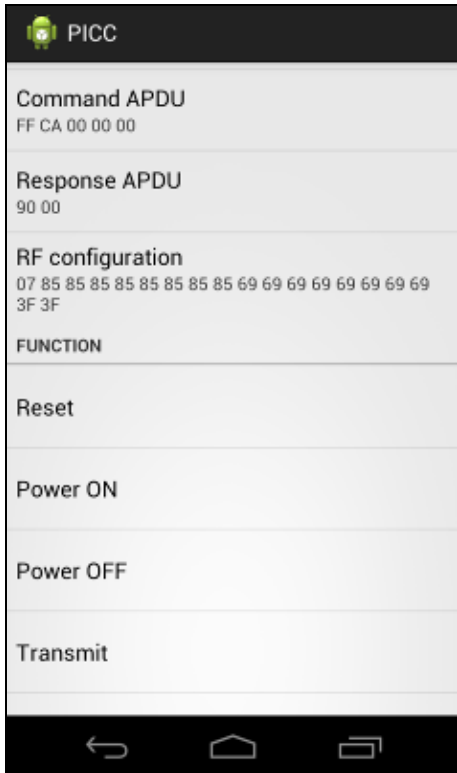 PICC
Command APDU
FF CA 00 00 00
Response APDU
90 00
RF configuration
07 85 85 85 85 85 85 85 85 69 69 69 69 69 69 69 69
3F 3F
FUNCTION
Reset
Power ON
Power OFF
Transmit